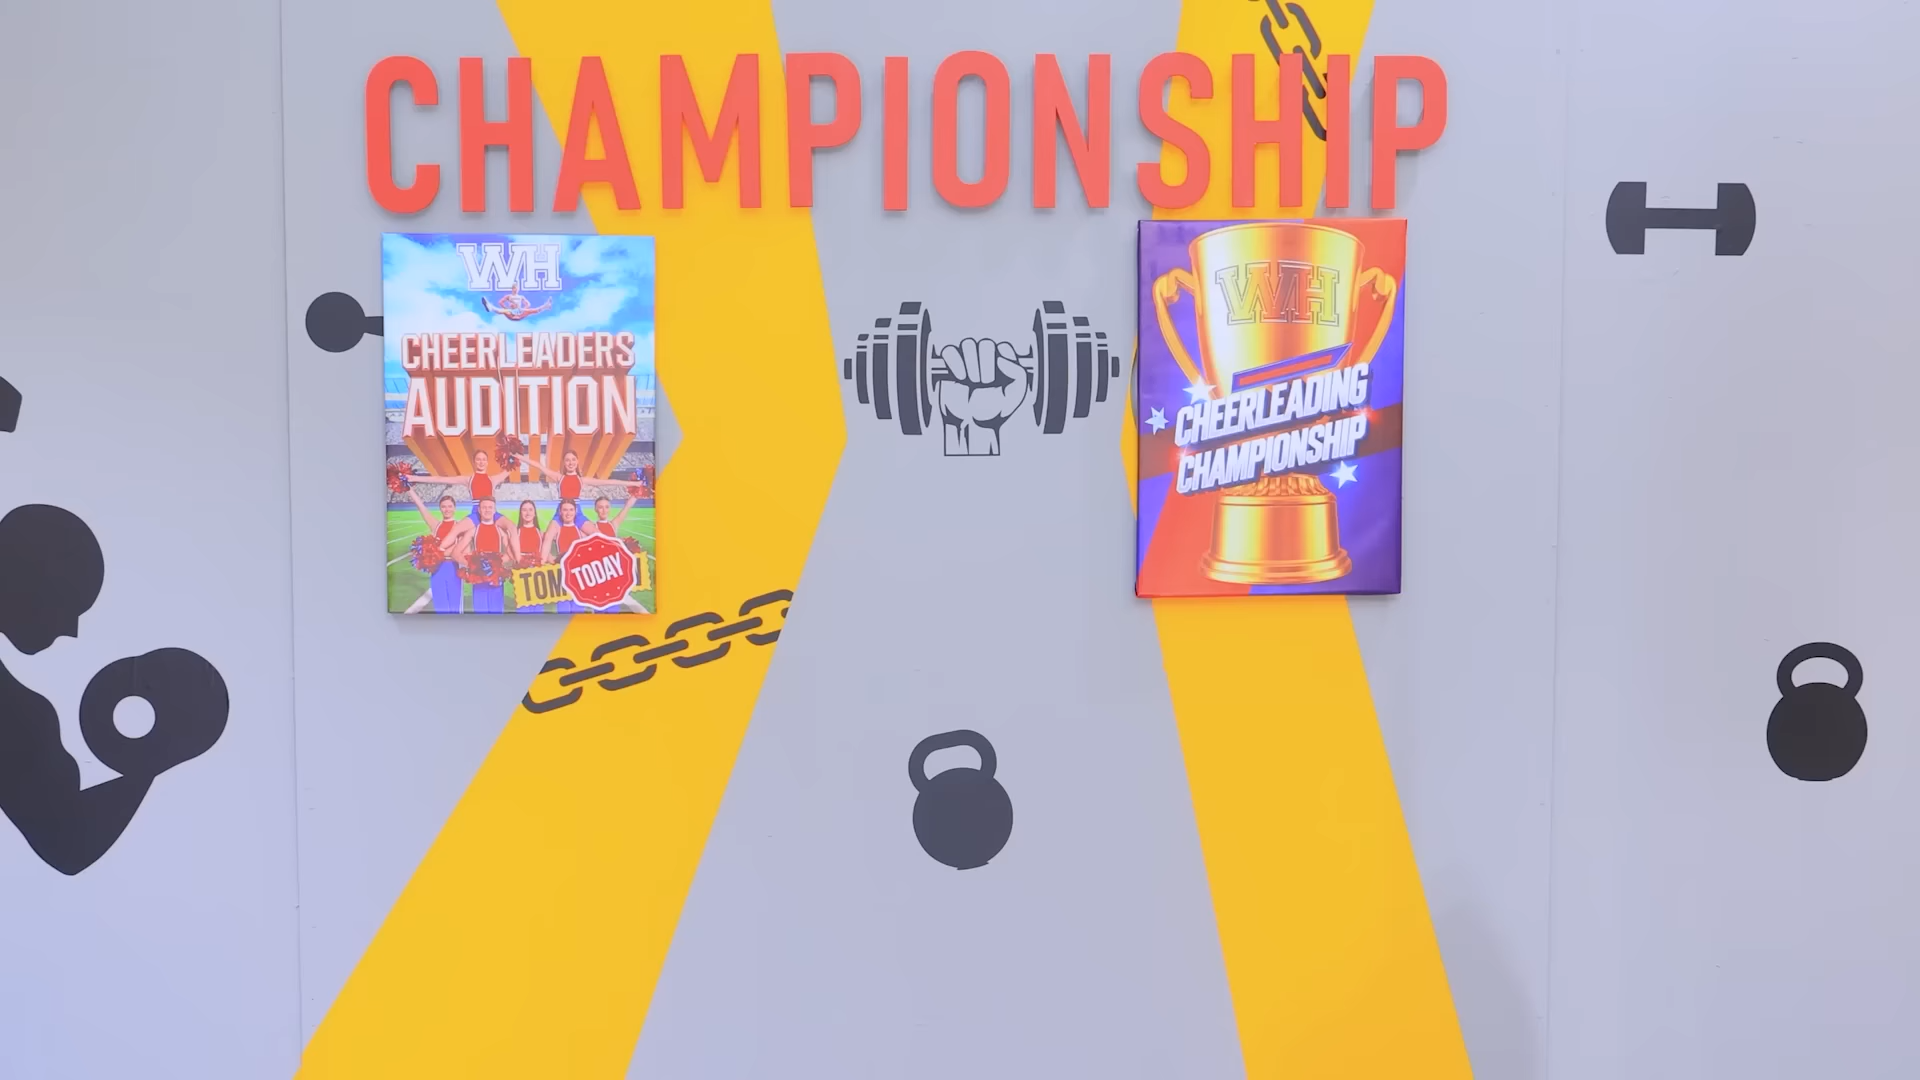 CHAMPIONSHIP
WH
CHEERLEADERS
AUDITION
TODAY
WH
CHEERLEADING
CHAMPIONSHIP